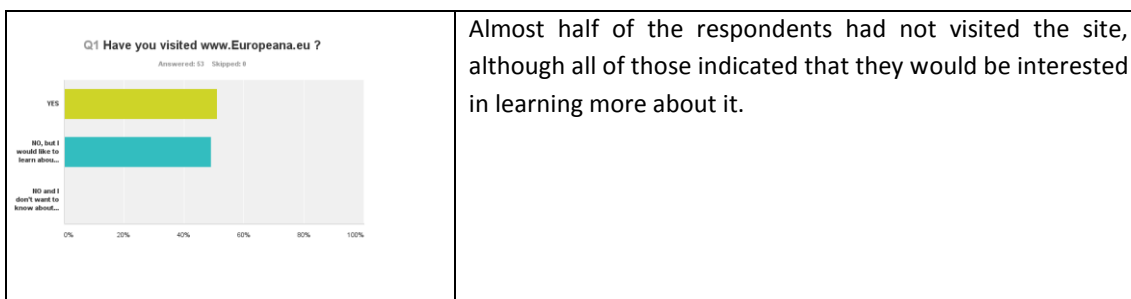 Q1 Have you visited www.Europeana.eu ?
Answered: 53 Skipped: 0
YES
NO, but I
would like to
learn abou...
NO and I
don't want to
know about...
0% 20% 40% 60% 80% 100%
Almost half of the respondents had not visited the site,
although all of those indicated that they would be interested
in learning more about it.